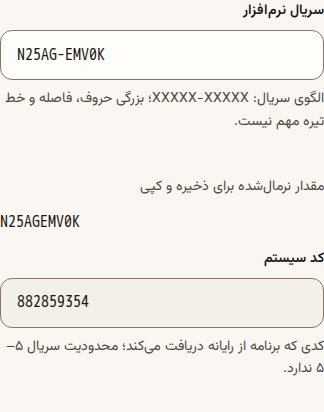 سریال نرم‌افزار
N25AG-EMV0K
الگوی سریال: XXXXX-XXXXX؛ بزرگی حروف، فاصله و خط
تیره مهم نیست.
مقدار نرمال‌شده برای ذخیره و کپی
N25AGEMV0K
کد سیستم
882859354
کدی که برنامه از رایانه دریافت می‌کند؛ محدودیت سریال ۵–
۵ ندارد.